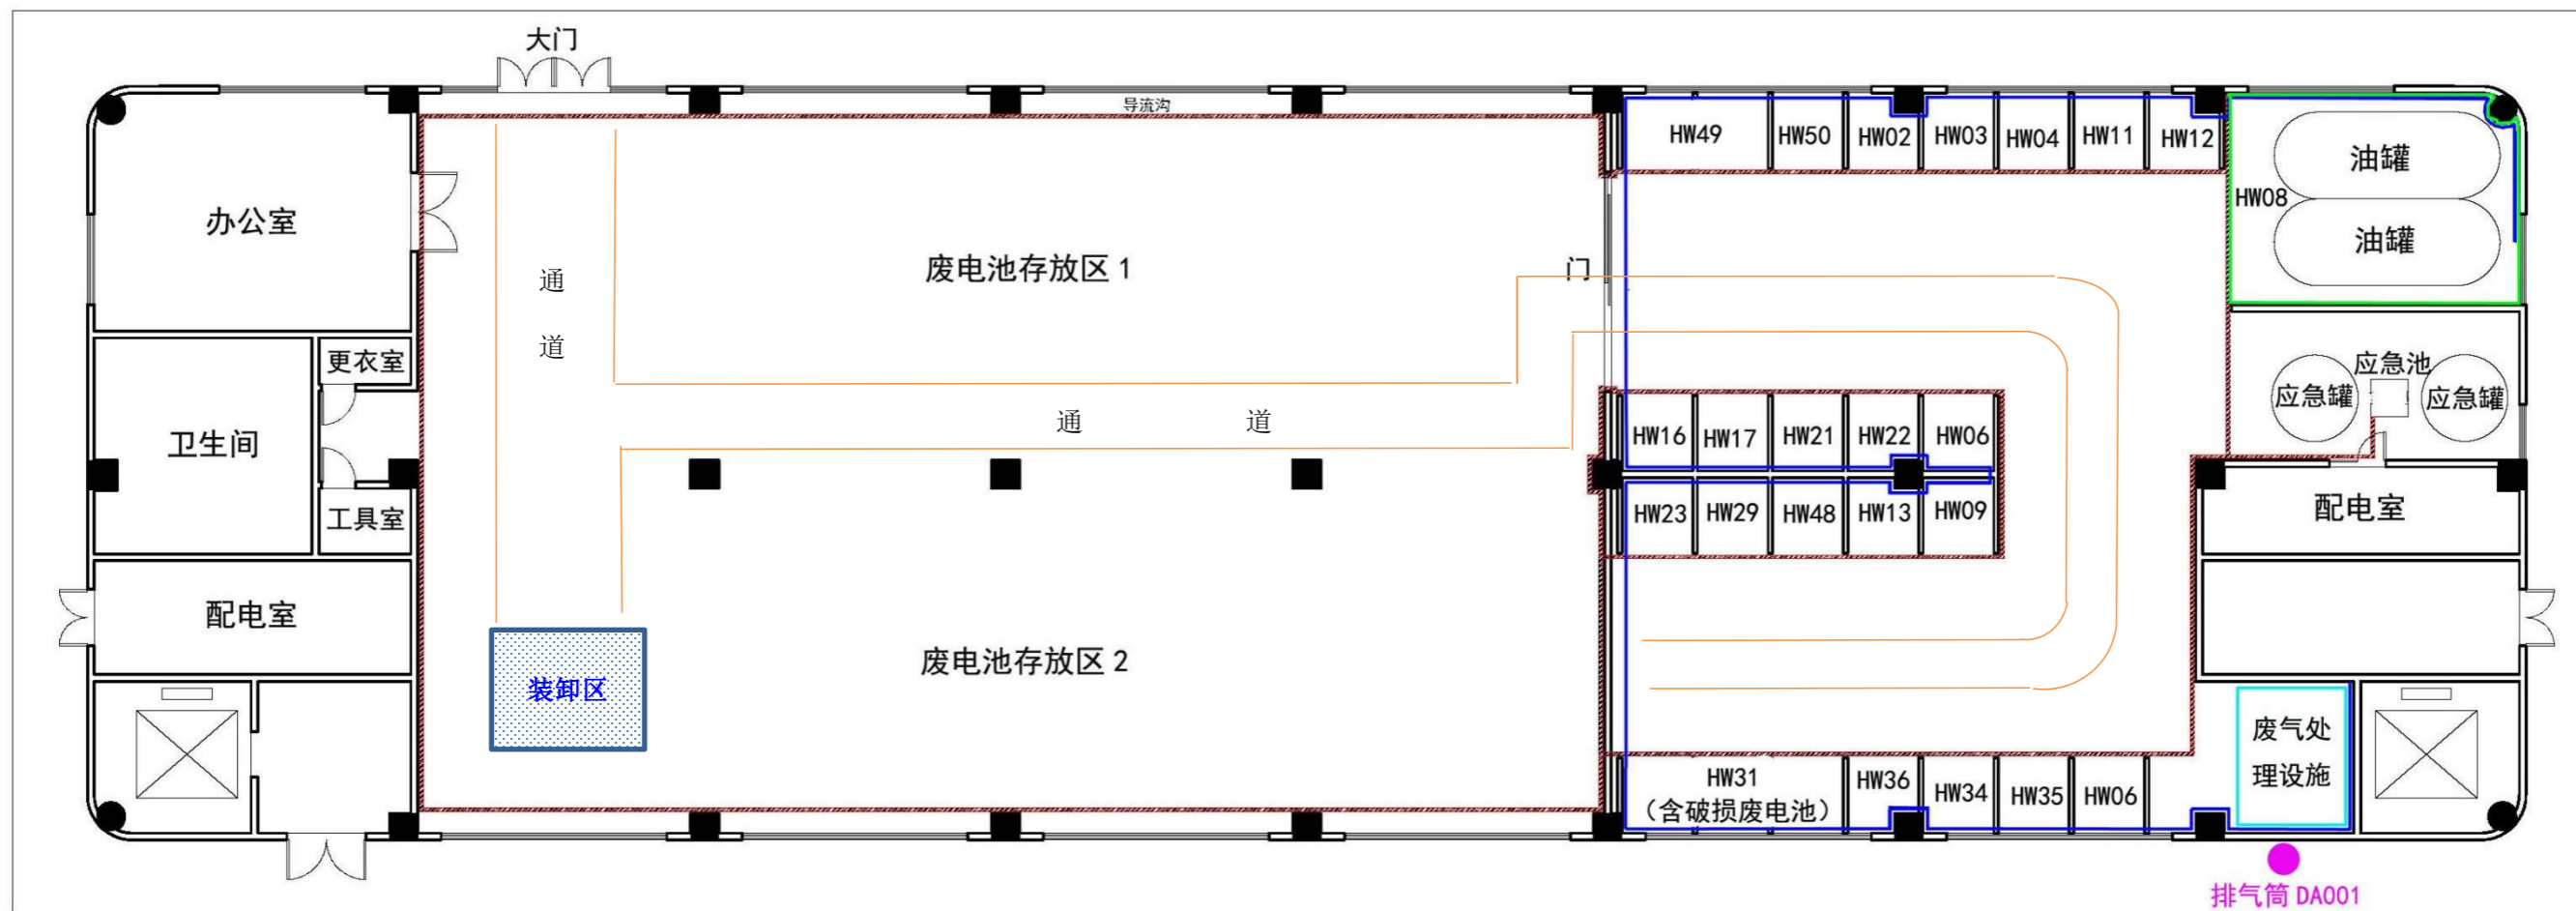 大门
导流沟
HW49
HW50
HW02
HW03
HW04
HW11
HW12
HW08
油罐
油罐
办公室
通
道
废电池存放区 1
门
更衣室
应急罐
应急池
应急罐
卫生间
通 道
HW16
HW17
HW21
HW22
HW06
工具室
HW23
HW29
HW48
HW13
HW09
配电室
配电室
废电池存放区 2
装卸区
废气处
理设施
HW31
(含破损废电池)
HW36
HW34
HW35
HW06
排气筒 DA001